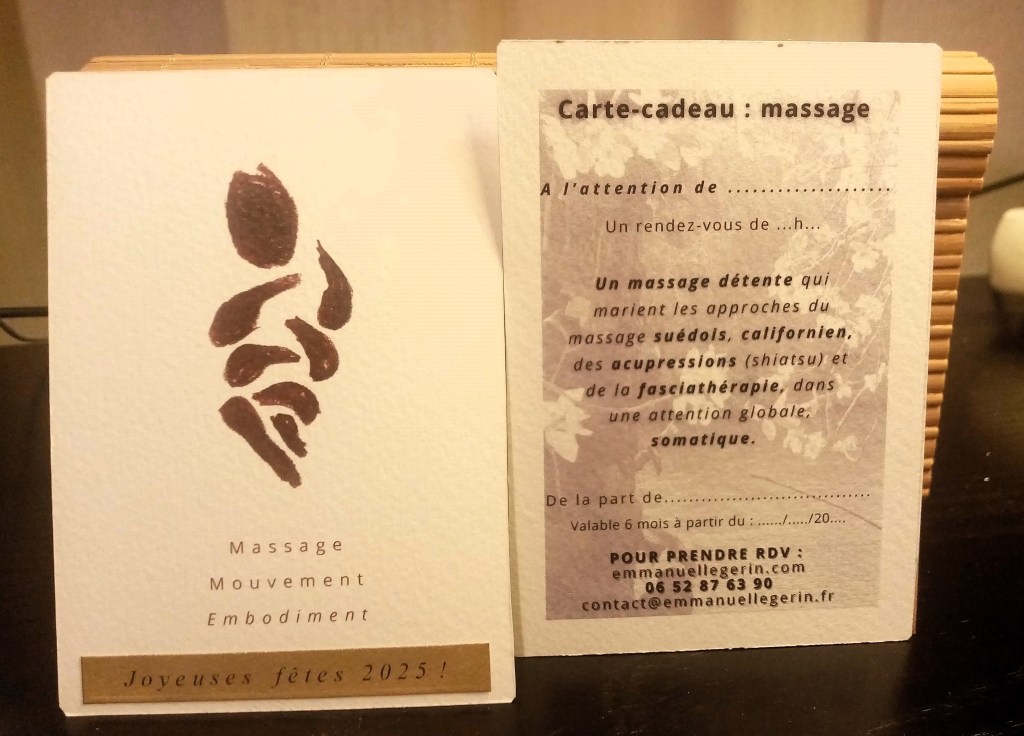 Massage
Mouvement
Embodiment
Joyeuses fêtes 2025 !
Carte-cadeau : massage
A l'attention de .....................
Un rendez-vous de ...h...
Un massage détente qui
marient les approches du
massage suédois, californien,
des acupressions (shiatsu) et
de la fasciathérapie, dans
une attention globale,
somatique.
De la part de..................................
Valable 6 mois à partir du : ....../...../20....
POUR PRENDRE RDV :
emmanuellegerin.com
06 52 87 63 90
contact@emmanuellegerin.fr